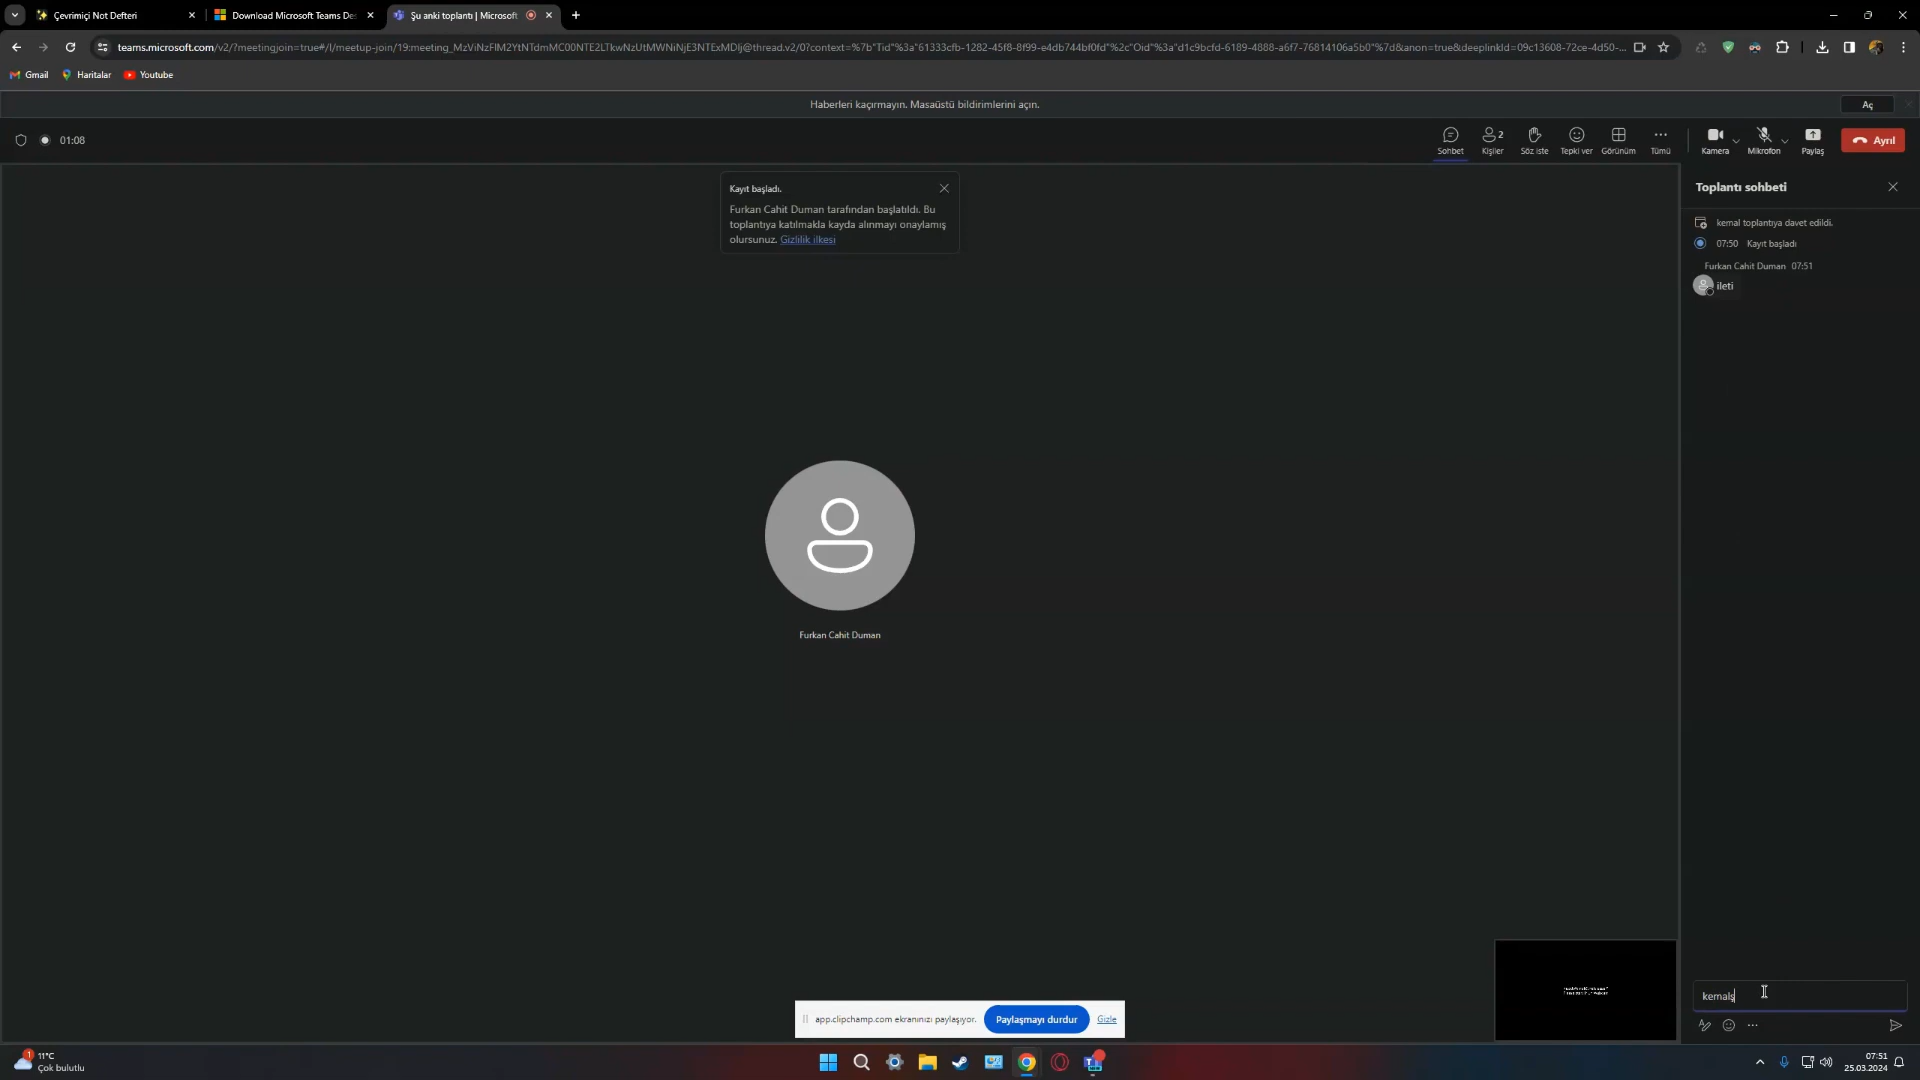 Çevrimiçi Not Defteri
Download Microsoft Teams De
Şu anki toplantı | Microsoft
teams.microsoft.com/v2/?meetingjoin=true#/l/meetup-join/19:meeting_MzViNzFlM2YtNTdmMC00NTE2LTkwNzUtMWNiNjE3NTExMDlj@thread.v2/0?context=%7b"Tid"%3a"61333cfb-1282-45f8-8f99-e4db744bf0fd"%2c"Oid"%3a"d1c9bcfd-6189-4888-a6f7-76814106a5b0"%7d&anon=true&deeplinkId=09c13608-72ce-4d50-...
Gmail Haritalar Youtube
Haberleri kaçırmayın. Masaüstü bildirimlerini açın.
Aç
01:08
Sohbet
2
Kişiler
Söz iste
Tepki ver
Görünüm
Tümü
Kamera
Mikrofon
Paylaş
Ayrıl
Kayıt başladı.
Furkan Cahit Duman tarafından başlatıldı. Bu
toplantıya katılmakla kayda alınmayı onaylamış
olursunuz. Gizlilik ilkesi
Toplantı sohbeti
kemal toplantıya davet edildi.
07:50 Kayıt başladı
Furkan Cahit Duman 07:51
ileti
Furkan Cahit Duman
kemalş
app.clipchamp.com ekranınızı paylaşıyor.
Paylaşmayı durdur
Gizle
1
11°C
Çok bulutlu
07:51
25.03.2024